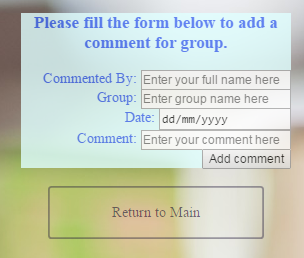 Please fill the form below to add a
comment for group.
Commented By: Enter your full name here
Group: Enter group name here
Date: dd/mm/yyyy
Comment: Enter your comment here
Add comment
Return to Main